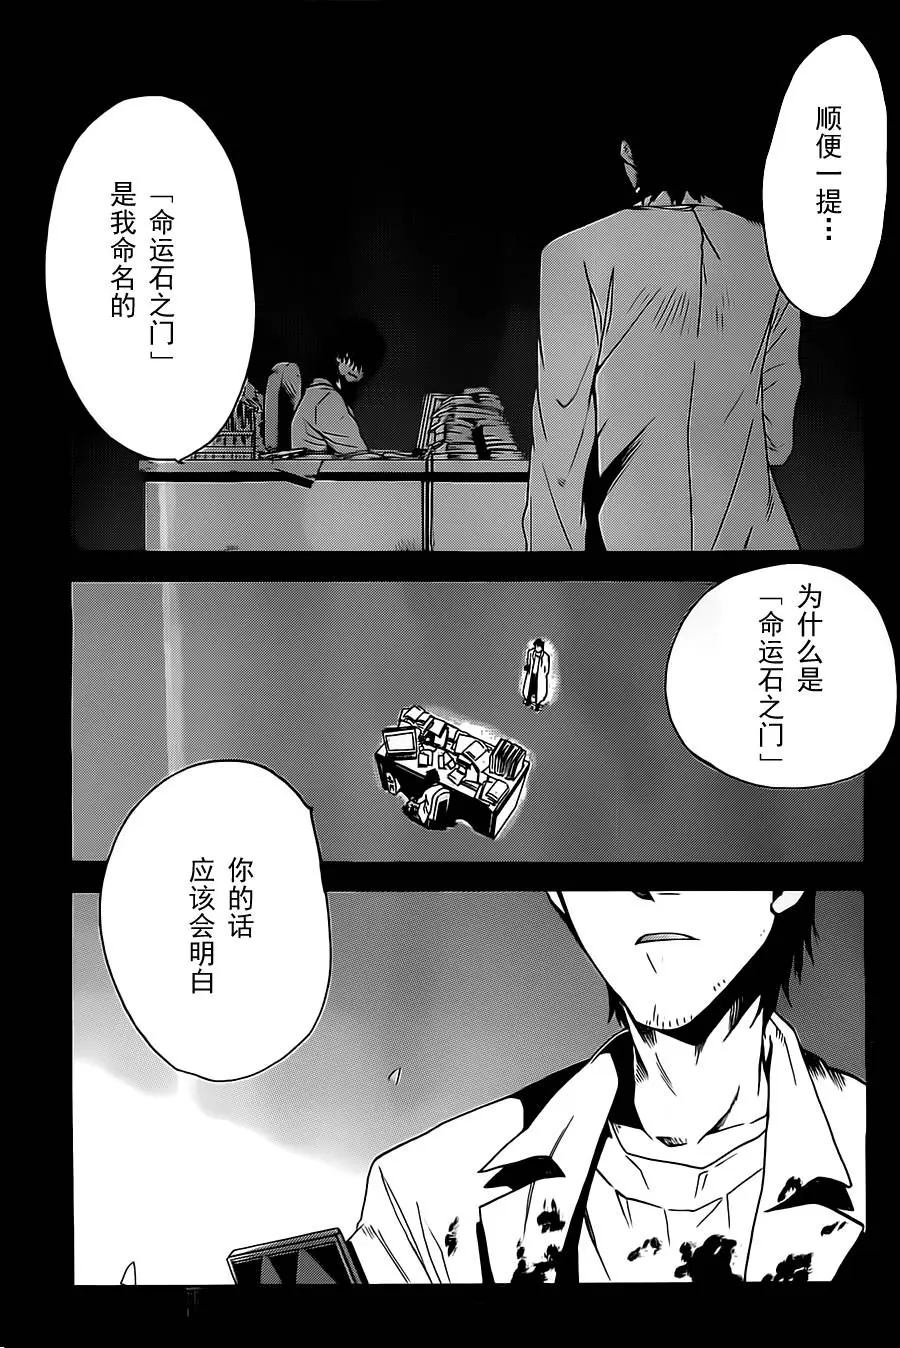 顺便一提…
「命运石之门」
是我命名的
为什么是
「命运石之门」
你的话
应该会明白